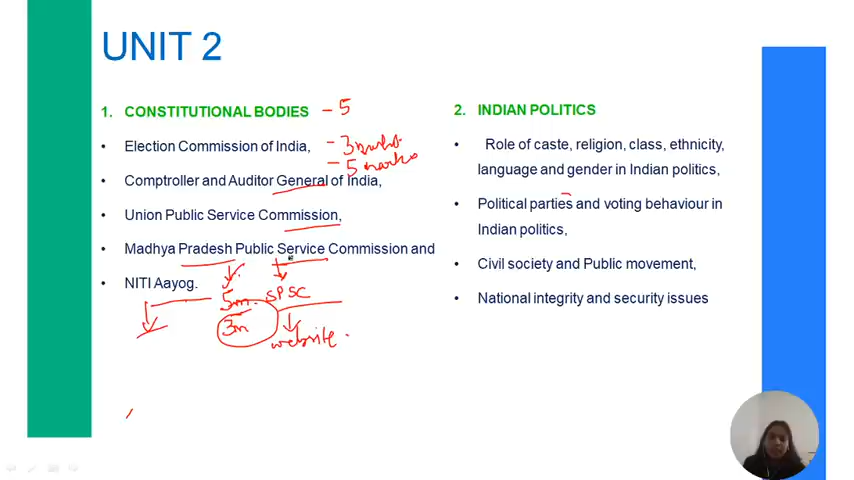 UNIT 2
1. CONSTITUTIONAL BODIES – 5
• Election Commission of India, – 3 marks
– 5 marks
• Comptroller and Auditor General of India,
• Union Public Service Commission,
• Madhya Pradesh Public Service Commission and
• NITI Aayog.
5m. SPSC
3m
website.
2. INDIAN POLITICS
• Role of caste, religion, class, ethnicity,
language and gender in Indian politics,
• Political parties and voting behaviour in
Indian politics,
• Civil society and Public movement,
• National integrity and security issues